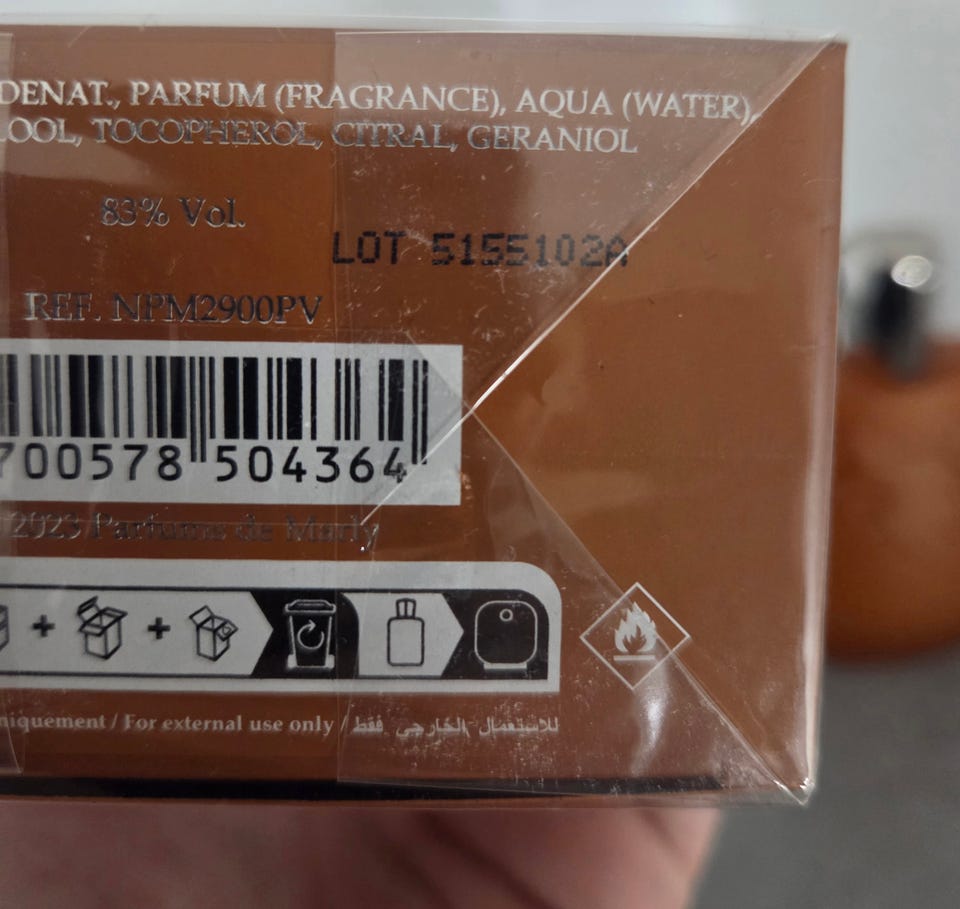 DENAT., PARFUM (FRAGRANCE), AQUA (WATER),
LOOL, TOCOPHEROL, CITRAL, GERANIOL
83% Vol.
LOT 5155102A
REF. NPM2900PV
700578 504364
2023 Parfums de Marly
+ +
niquement / For external use only / للاستعمال الخارجي فقط